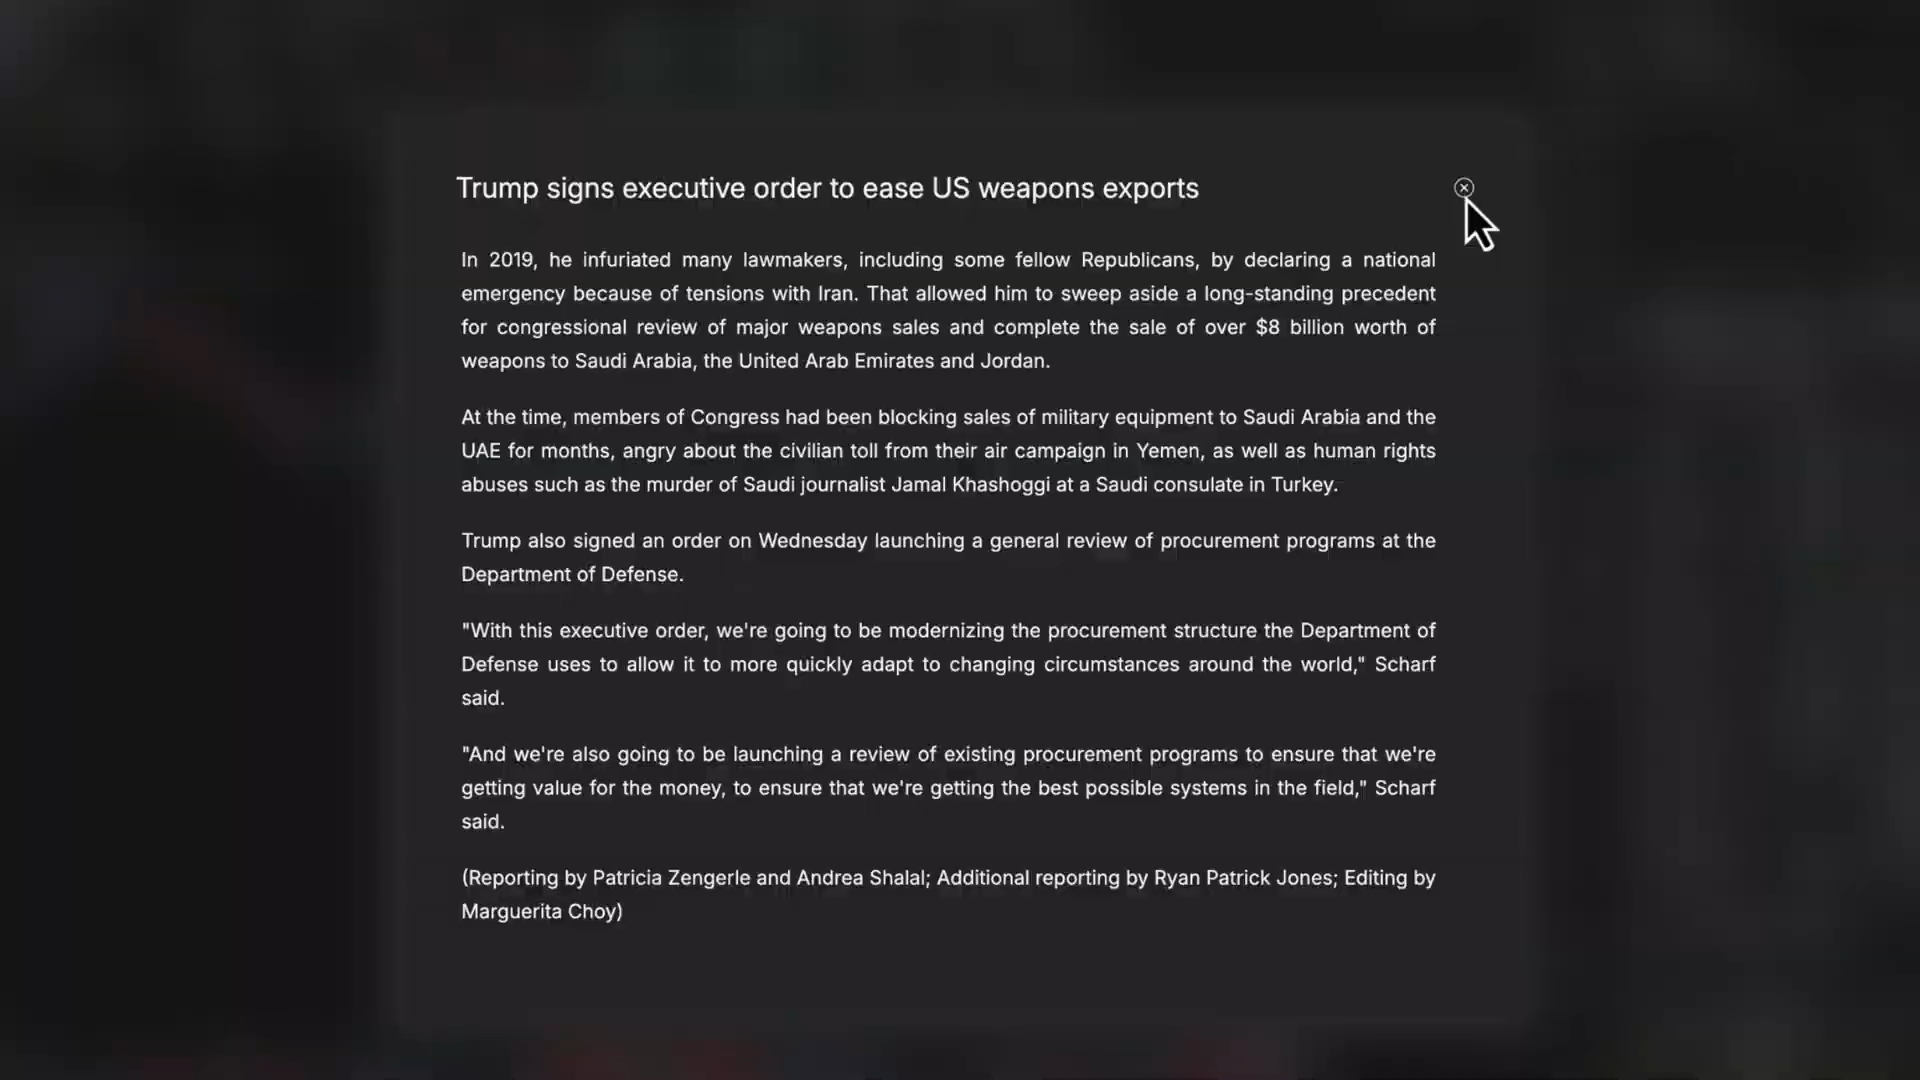 Trump signs executive order to ease US weapons exports
In 2019, he infuriated many lawmakers, including some fellow Republicans, by declaring a national
emergency because of tensions with Iran. That allowed him to sweep aside a long-standing precedent
for congressional review of major weapons sales and complete the sale of over $8 billion worth of
weapons to Saudi Arabia, the United Arab Emirates and Jordan.
At the time, members of Congress had been blocking sales of military equipment to Saudi Arabia and the
UAE for months, angry about the civilian toll from their air campaign in Yemen, as well as human rights
abuses such as the murder of Saudi journalist Jamal Khashoggi at a Saudi consulate in Turkey.
Trump also signed an order on Wednesday launching a general review of procurement programs at the
Department of Defense.
"With this executive order, we're going to be modernizing the procurement structure the Department of
Defense uses to allow it to more quickly adapt to changing circumstances around the world," Scharf
said.
"And we're also going to be launching a review of existing procurement programs to ensure that we're
getting value for the money, to ensure that we're getting the best possible systems in the field," Scharf
said.
(Reporting by Patricia Zengerle and Andrea Shalal; Additional reporting by Ryan Patrick Jones; Editing by
Marguerita Choy)